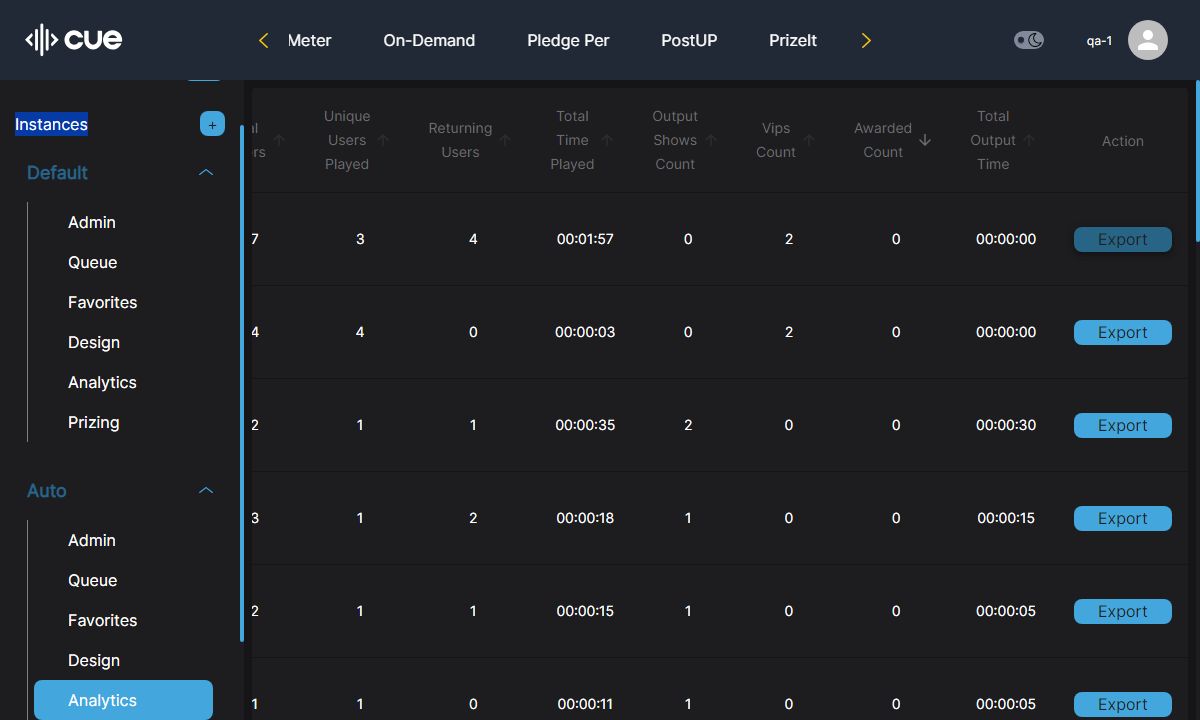 cue
Meter On-Demand Pledge Per PostUP PrizeIt
qa-1
Instances
+
Default
Admin
Queue
Favorites
Design
Analytics
Prizing
Auto
Admin
Queue
Favorites
Design
Analytics
Unique
Users
Played
Returning
Users
Total
Time
Played
Output
Shows
Count
Vips
Count
Awarded
Count
Total
Output
Time
Action
7 3 4 00:01:57 0 2 0 00:00:00 Export
4 4 0 00:00:03 0 2 0 00:00:00 Export
2 1 1 00:00:35 2 0 0 00:00:30 Export
3 1 2 00:00:18 1 0 0 00:00:15 Export
2 1 1 00:00:15 1 0 0 00:00:05 Export
1 1 0 00:00:11 1 0 0 00:00:05 Export